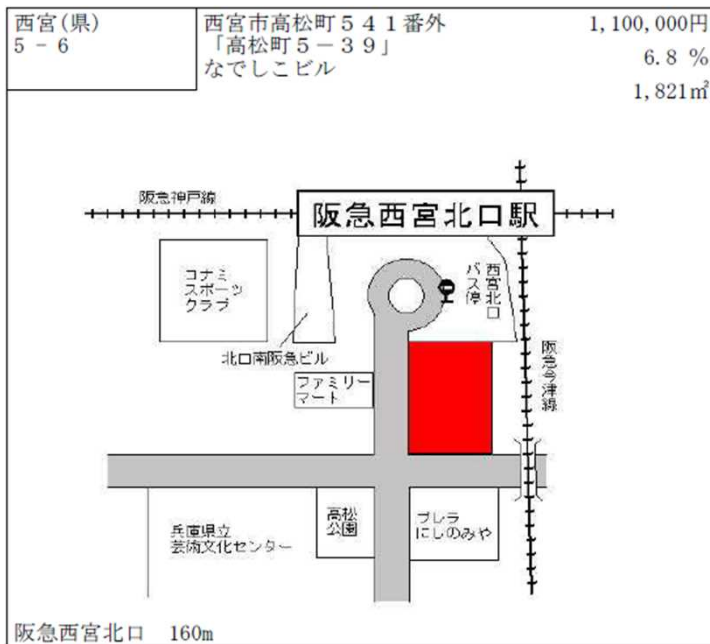 西宮(県)
5 - 6
西宮市高松町５４１番外
「高松町５－３９」
なでしこビル
1,100,000円
6.8 %
1,821㎡
阪急神戸線
阪急西宮北口駅
コナミ
スポーツ
クラブ
西宮北口
バス停
北口南阪急ビル
阪急今津線
ファミリー
マート
兵庫県立
芸術文化センター
高松
公園
プレラ
にしのみや
阪急西宮北口　160m